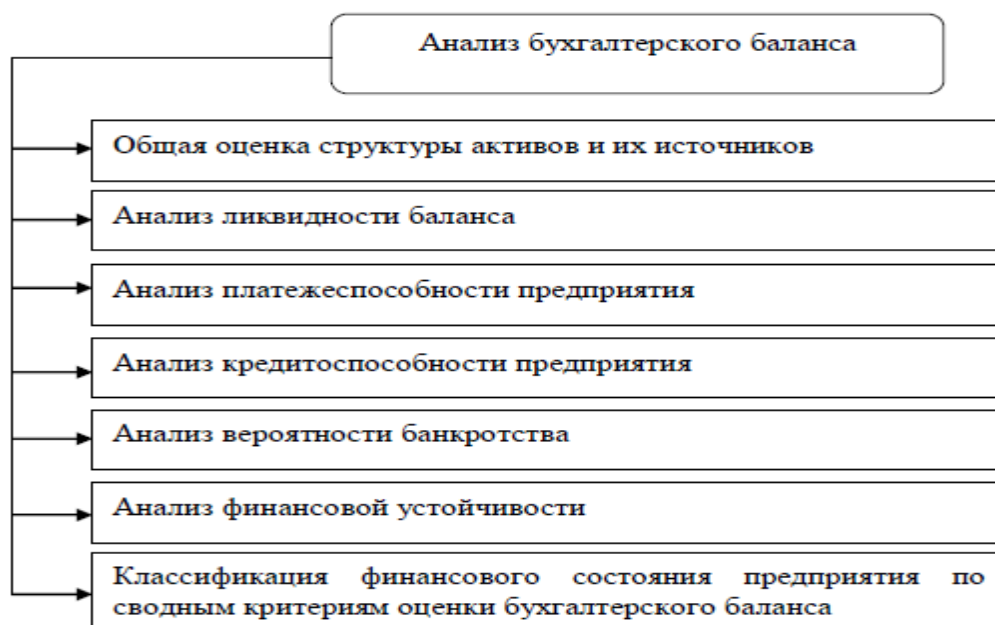 Анализ бухгалтерского баланса
Общая оценка структуры активов и их источников
Анализ ликвидности баланса
Анализ платежеспособности предприятия
Анализ кредитоспособности предприятия
Анализ вероятности банкротства
Анализ финансовой устойчивости
Классификация финансового состояния предприятия по
сводным критериям оценки бухгалтерского баланса